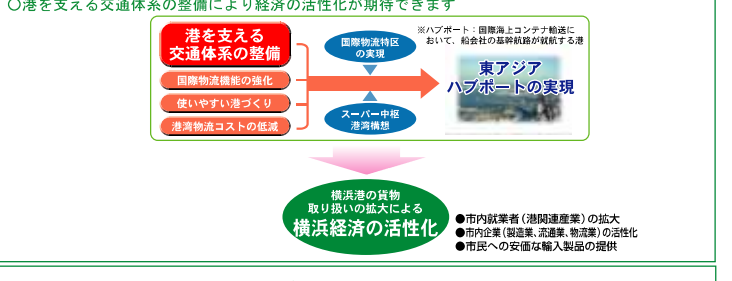 ○港を支える交通体系の整備により経済の活性化が期待できます
港を支える
交通体系の整備
国際物流機能の強化
使いやすい港づくり
港湾物流コストの低減
国際物流特区
の実現
スーパー中枢
港湾構想
※ハブポート：国際海上コンテナ輸送に
おいて、船会社の基幹航路が就航する港
東アジア
ハブポートの実現
横浜港の貨物
取り扱いの拡大による
横浜経済の活性化
●市内就業者（港関連産業）の拡大
●市内企業（製造業、流通業、物流業）の活性化
●市民への安価な輸入製品の提供